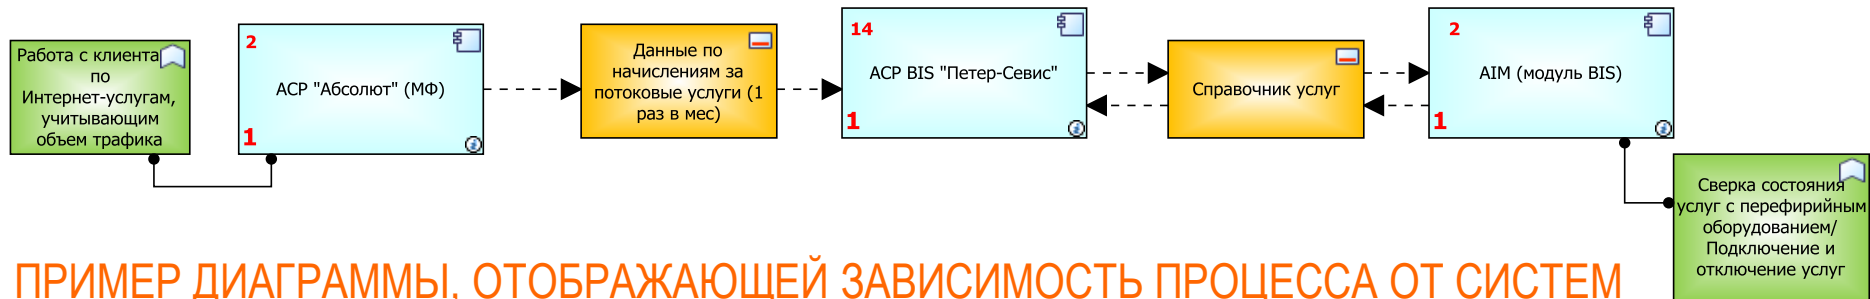 Работа с клиента
по
Интернет-услугам,
учитывающим
объем трафика
2
АСР "Абсолют" (МФ)
1
Данные по
начислениям за
потоковые услуги (1
раз в мес)
14
АСР BIS "Петер-Севис"
1
Справочник услуг
2
AIM (модуль BIS)
1
Сверка состояния
услуг с перефирийным
оборудованием/
Подключение и
отключение услуг
ПРИМЕР ДИАГРАММЫ, ОТОБРАЖАЮЩЕЙ ЗАВИСИМОСТЬ ПРОЦЕССА ОТ СИСТЕМ